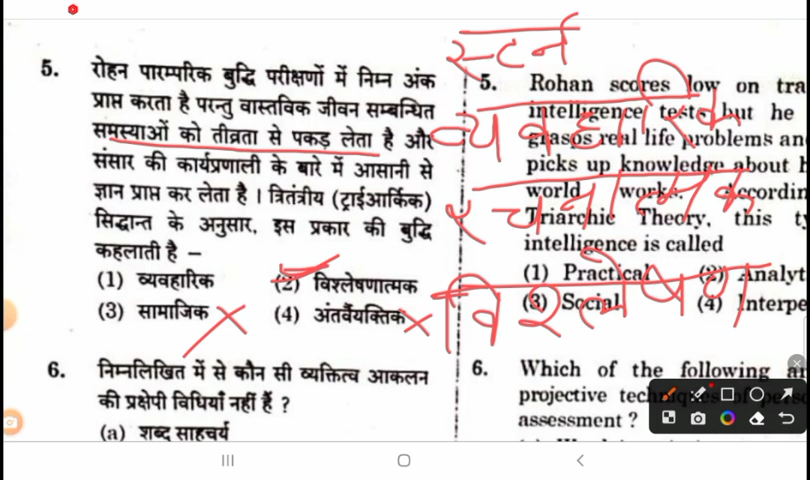 5. रोहन पारम्परिक बुद्धि परीक्षणों में निम्न अंक
प्राप्त करता है परन्तु वास्तविक जीवन सम्बन्धित
समस्याओं को तीव्रता से पकड़ लेता है और
संसार की कार्यप्रणाली के बारे में आसानी से
ज्ञान प्राप्त कर लेता है । त्रितंत्रीय (ट्राईआर्किक)
सिद्धान्त के अनुसार, इस प्रकार की बुद्धि
कहलाती है –
(1) व्यवहारिक (2) विश्लेषणात्मक
(3) सामाजिक (4) अंतर्वैयक्तिक
6. निम्नलिखित में से कौन सी व्यक्तित्व आकलन
की प्रक्षेपी विधियाँ नहीं हैं ?
(a) शब्द साहचर्य
स्टर्न
व्यवहारिक
रचनात्मक
विश्लेषण
5. Rohan scores low on tra
intelligence tests but he
grasps real life problems an
picks up knowledge about h
world works. Accordin
Triarchic Theory, this ty
intelligence is called
(1) Practical (2) Analyt
(3) Social (4) Interpe
6. Which of the following ar
projective techniques of
assessment ?